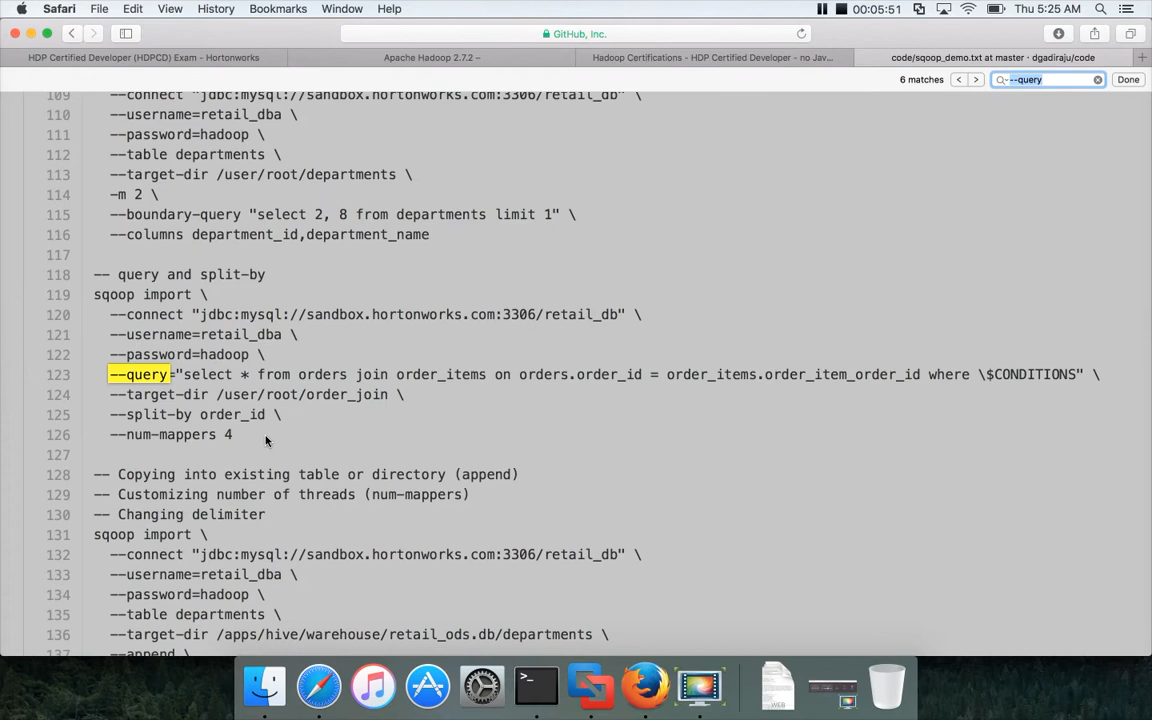 Safari File Edit View History Bookmarks Window Help 00:05:51 Thu 5:25 AM
GitHub, Inc.
HDP Certified Developer (HDPCD) Exam - Hortonworks Apache Hadoop 2.7.2 – Hadoop Certifications - HDP Certified Developer - no Jav... code/sqoop_demo.txt at master · dgadiraju/code
6 matches --query Done
109 --connect "jdbc:mysql://sandbox.hortonworks.com:3306/retail_db" \
110 --username=retail_dba \
111 --password=hadoop \
112 --table departments \
113 --target-dir /user/root/departments \
114 -m 2 \
115 --boundary-query "select 2, 8 from departments limit 1" \
116 --columns department_id,department_name
117
118 -- query and split-by
119 sqoop import \
120 --connect "jdbc:mysql://sandbox.hortonworks.com:3306/retail_db" \
121 --username=retail_dba \
122 --password=hadoop \
123 --query="select * from orders join order_items on orders.order_id = order_items.order_item_order_id where \$CONDITIONS" \
124 --target-dir /user/root/order_join \
125 --split-by order_id \
126 --num-mappers 4
127
128 -- Copying into existing table or directory (append)
129 -- Customizing number of threads (num-mappers)
130 -- Changing delimiter
131 sqoop import \
132 --connect "jdbc:mysql://sandbox.hortonworks.com:3306/retail_db" \
133 --username=retail_dba \
134 --password=hadoop \
135 --table departments \
136 --target-dir /apps/hive/warehouse/retail_ods.db/departments \
137 --append \
WEB